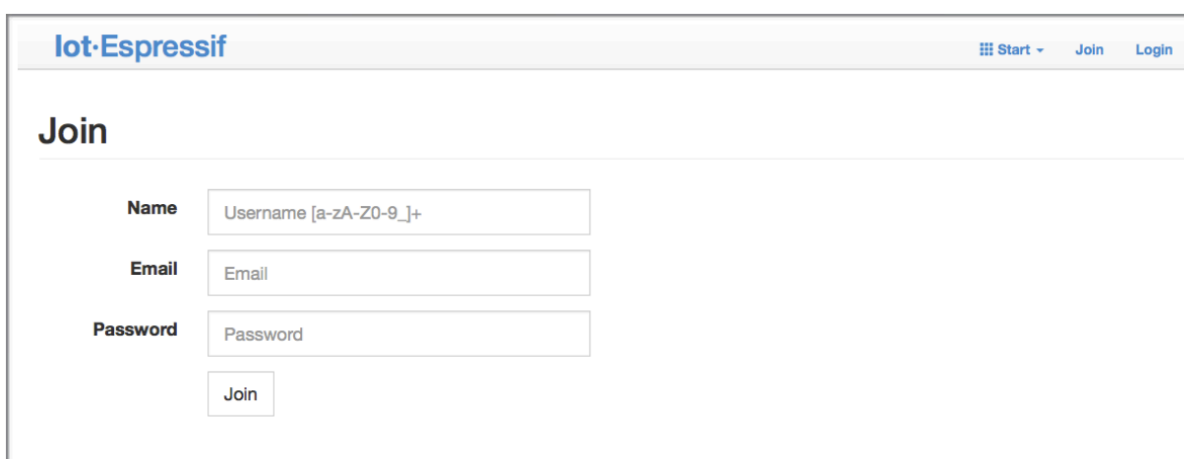 Iot·Espressif
Start Join Login
Join
Name Username [a-zA-Z0-9_]+
Email Email
Password Password
Join